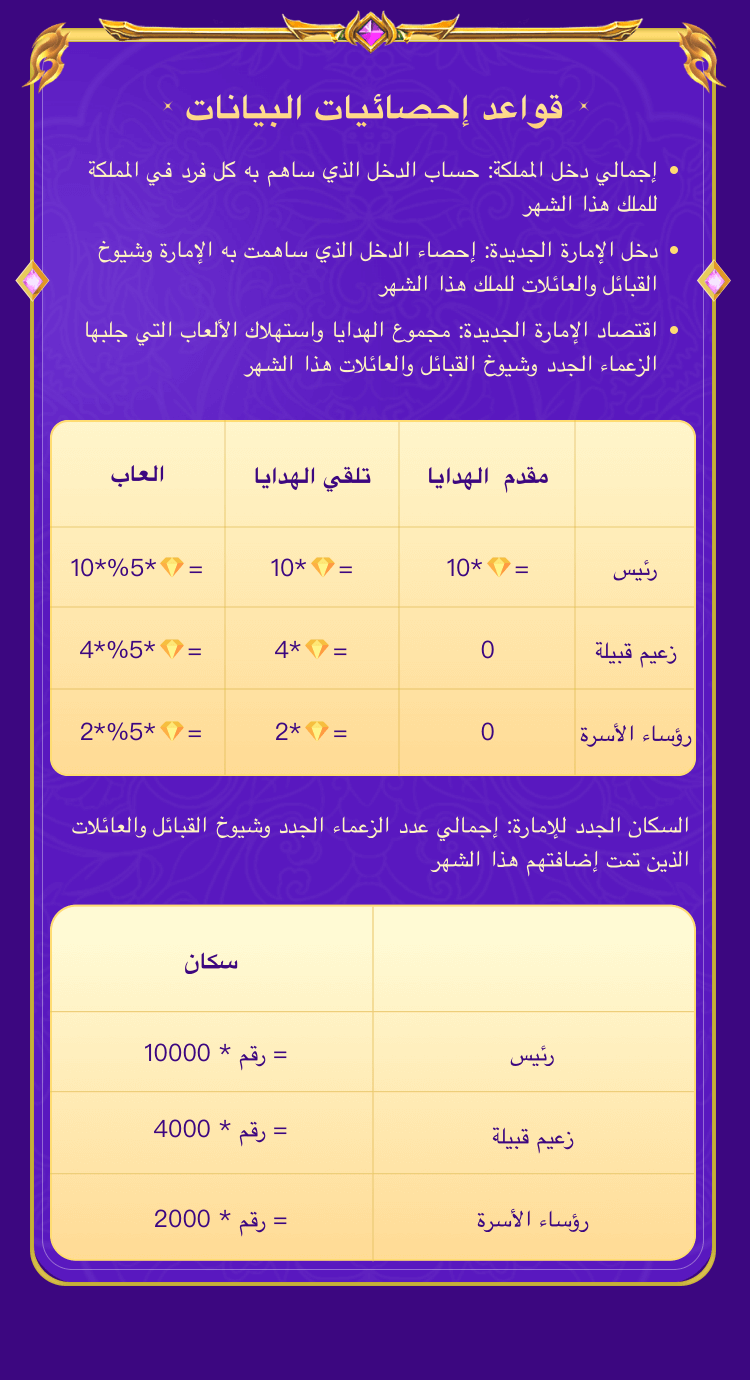 قواعد إحصائيات البيانات
إجمالي دخل المملكة: حساب الدخل الذي ساهم به كل فرد في المملكة
للملك هذا الشهر
دخل الإمارة الجديدة: إحصاء الدخل الذي ساهمت به الإمارة وشيوخ
القبائل والعائلات للملك هذا الشهر
اقتصاد الإمارة الجديدة: مجموع الهدايا واستهلاك الألعاب التي جلبها
الزعماء الجدد وشيوخ القبائل والعائلات هذا الشهر
مقدم الهدايا تلقي الهدايا العاب
رئيس =*10 =*10 =*5%*10
زعيم قبيلة 0 =*4 =*5%*4
رؤساء الأسرة 0 =*2 =*5%*2
السكان الجدد للإمارة: إجمالي عدد الزعماء الجدد وشيوخ القبائل والعائلات
الذين تمت إضافتهم هذا الشهر
سكان
رئيس = رقم * 10000
زعيم قبيلة = رقم * 4000
رؤساء الأسرة = رقم * 2000